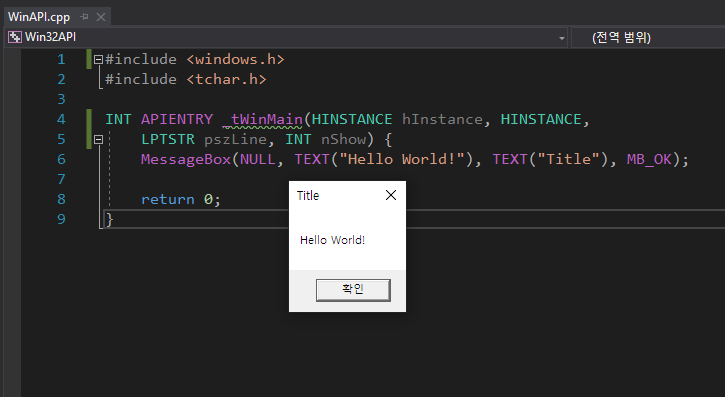 WinAPI.cpp
Win32API
(전역 범위)
1 #include <windows.h>
2 #include <tchar.h>
3
4 INT APIENTRY _tWinMain(HINSTANCE hInstance, HINSTANCE,
5 LPTSTR pszLine, INT nShow) {
6 MessageBox(NULL, TEXT("Hello World!"), TEXT("Title"), MB_OK);
7
8 return 0;
9 }
Title
Hello World!
확인